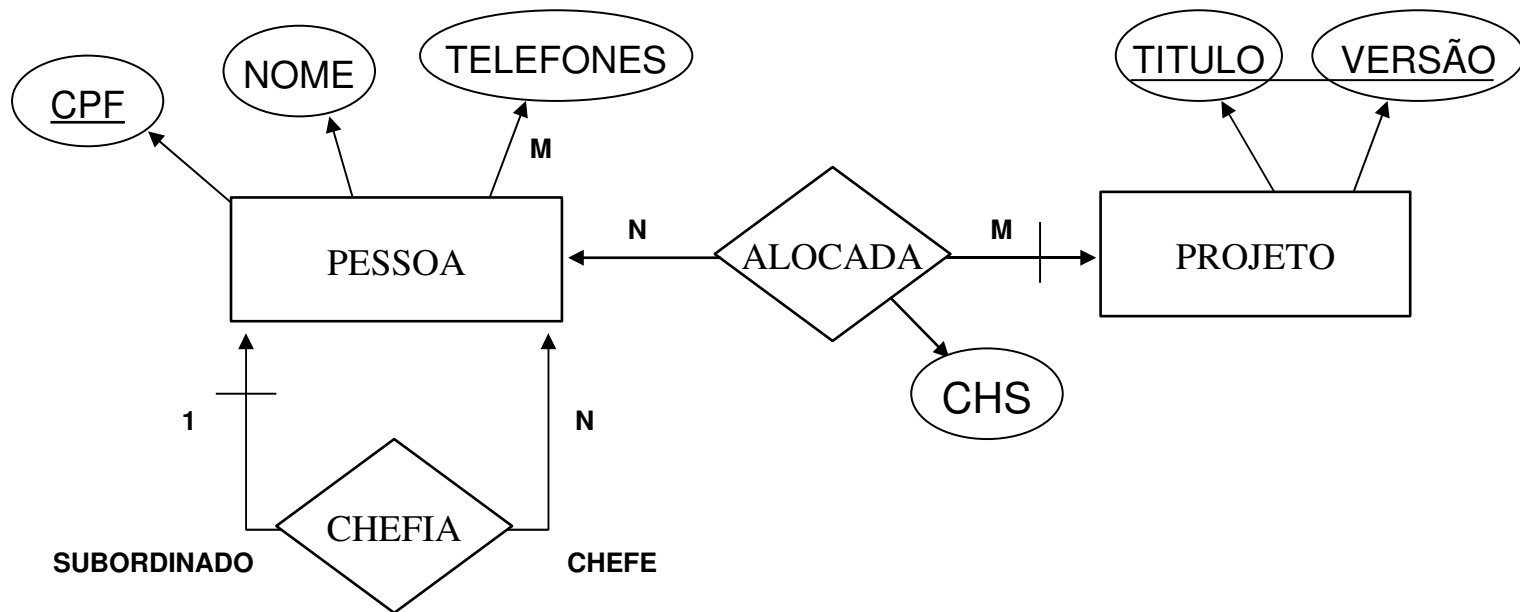 TELEFONES
TITULO
VERSÃO
NOME
CPF
M
N
M
PESSOA
ALOCADA
PROJETO
CHS
1
N
CHEFIA
SUBORDINADO
CHEFE